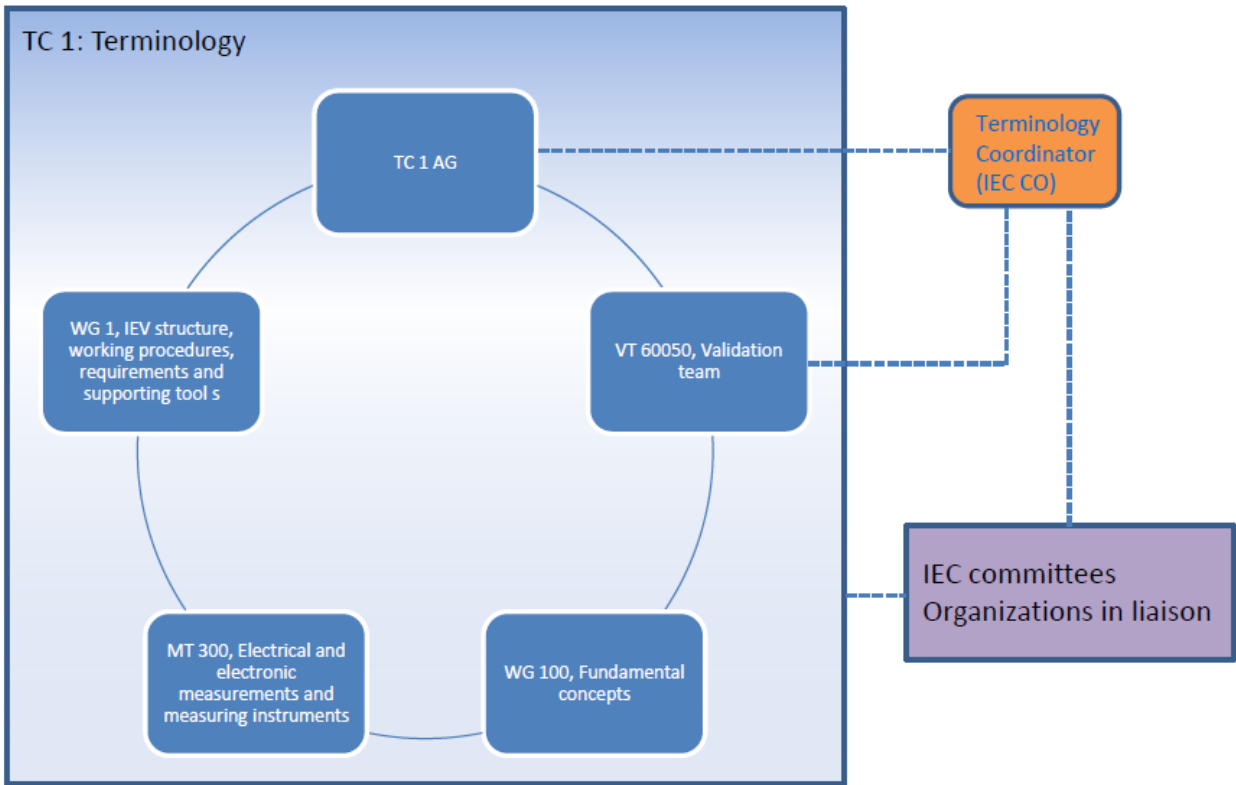 TC 1: Terminology
TC 1 AG
Terminology
Coordinator
(IEC CO)
WG 1, IEV structure,
working procedures,
requirements and
supporting tool s
VT 60050, Validation
team
IEC committees
Organizations in liaison
MT 300, Electrical and
electronic
measurements and
measuring instruments
WG 100, Fundamental
concepts